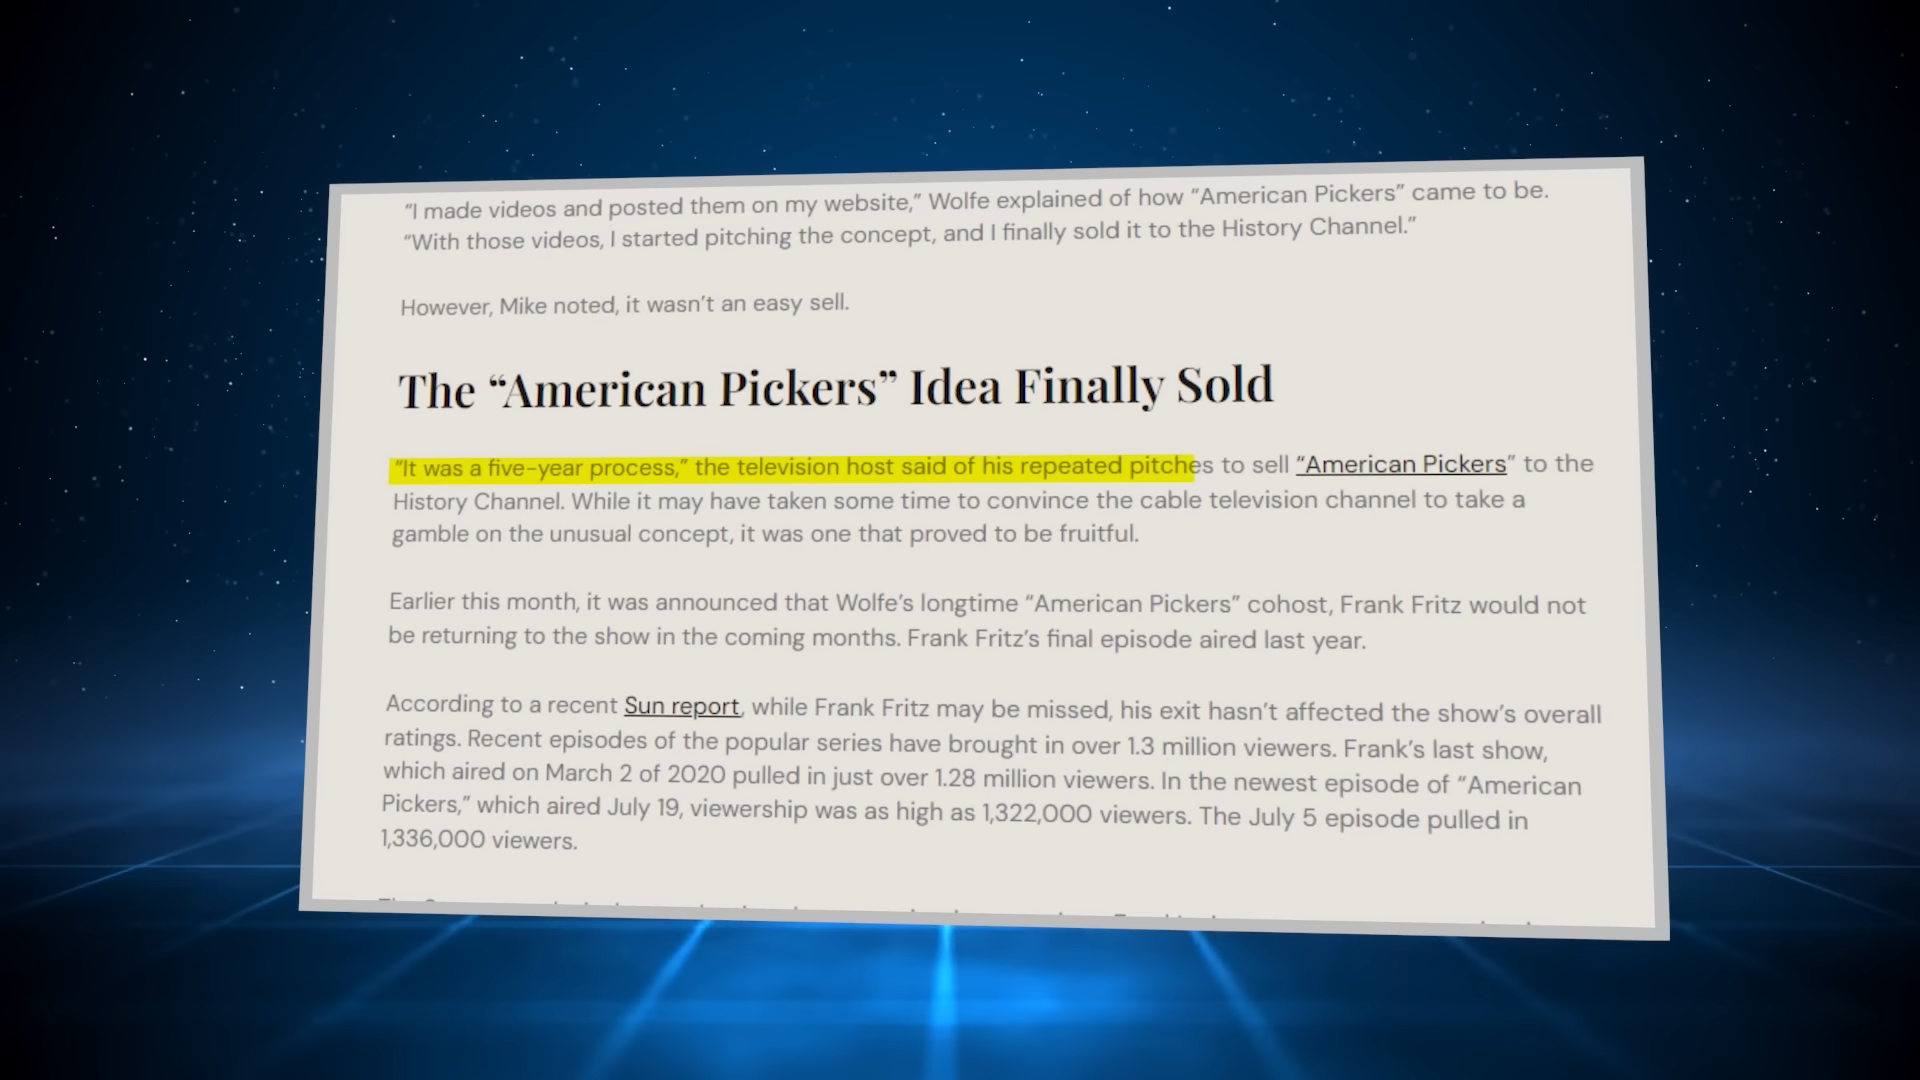 “I made videos and posted them on my website,” Wolfe explained of how “American Pickers” came to be.
“With those videos, I started pitching the concept, and I finally sold it to the History Channel.”
However, Mike noted, it wasn’t an easy sell.
The “American Pickers” Idea Finally Sold
“It was a five-year process,” the television host said of his repeated pitches to sell “American Pickers” to the
History Channel. While it may have taken some time to convince the cable television channel to take a
gamble on the unusual concept, it was one that proved to be fruitful.
Earlier this month, it was announced that Wolfe’s longtime “American Pickers” cohost, Frank Fritz would not
be returning to the show in the coming months. Frank Fritz’s final episode aired last year.
According to a recent Sun report, while Frank Fritz may be missed, his exit hasn’t affected the show’s overall
ratings. Recent episodes of the popular series have brought in over 1.3 million viewers. Frank’s last show,
which aired on March 2 of 2020 pulled in just over 1.28 million viewers. In the newest episode of “American
Pickers,” which aired July 19, viewership was as high as 1,322,000 viewers. The July 5 episode pulled in
1,336,000 viewers.